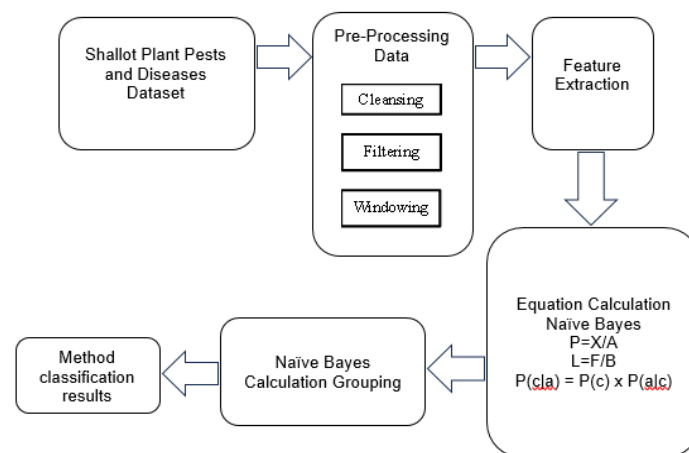 Shallot Plant Pests
and Diseases
Dataset
Pre-Processing
Data
Cleansing
Filtering
Windowing
Feature
Extraction
Equation Calculation
Naïve Bayes
P=X/A
L=F/B
P(c|a) = P(c) x P(a|c)
Naïve Bayes
Calculation Grouping
Method
classification
results